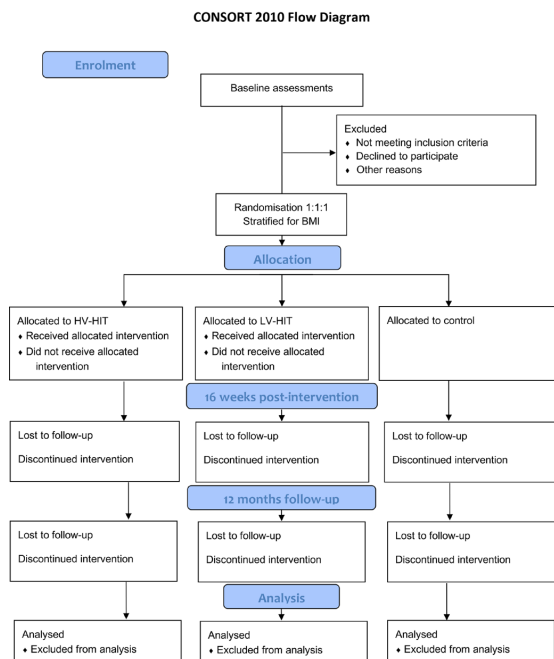 CONSORT 2010 Flow Diagram
Enrolment
Baseline assessments
Excluded
♦ Not meeting inclusion criteria
♦ Declined to participate
♦ Other reasons
Randomisation 1:1:1
Stratified for BMI
Allocation
Allocated to HV-HIT
♦ Received allocated intervention
♦ Did not receive allocated
intervention
Allocated to LV-HIT
♦ Received allocated intervention
♦ Did not receive allocated
intervention
Allocated to control
16 weeks post-intervention
Lost to follow-up
Discontinued intervention
Lost to follow-up
Discontinued intervention
Lost to follow-up
Discontinued intervention
12 months follow-up
Lost to follow-up
Discontinued intervention
Lost to follow-up
Discontinued intervention
Lost to follow-up
Discontinued intervention
Analysis
Analysed
♦ Excluded from analysis
Analysed
♦ Excluded from analysis
Analysed
♦ Excluded from analysis